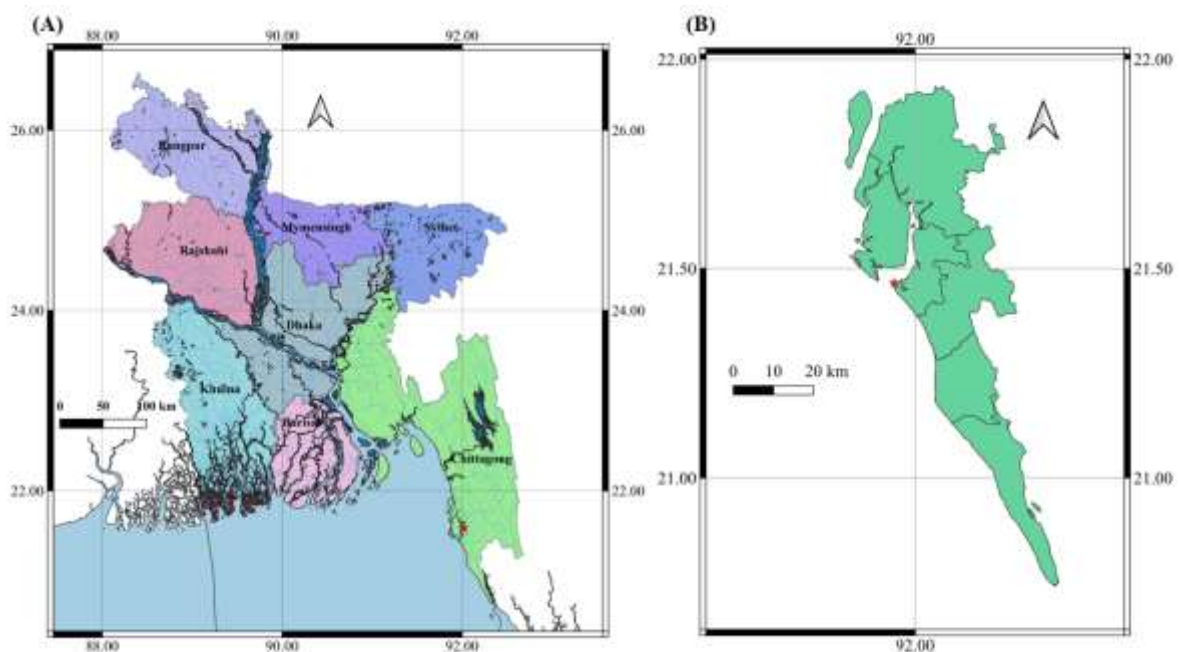 (A)
88.00 90.00 92.00
26.00 26.00
Rangpur
Mymensingh Sylhet
Rajshahi
24.00 24.00
Dhaka
Khulna
0 50 100 km
Barisal
Chittagong
22.00 22.00
88.00 90.00 92.00
(B)
92.00
22.00 22.00
21.50 21.50
0 10 20 km
21.00 21.00
92.00